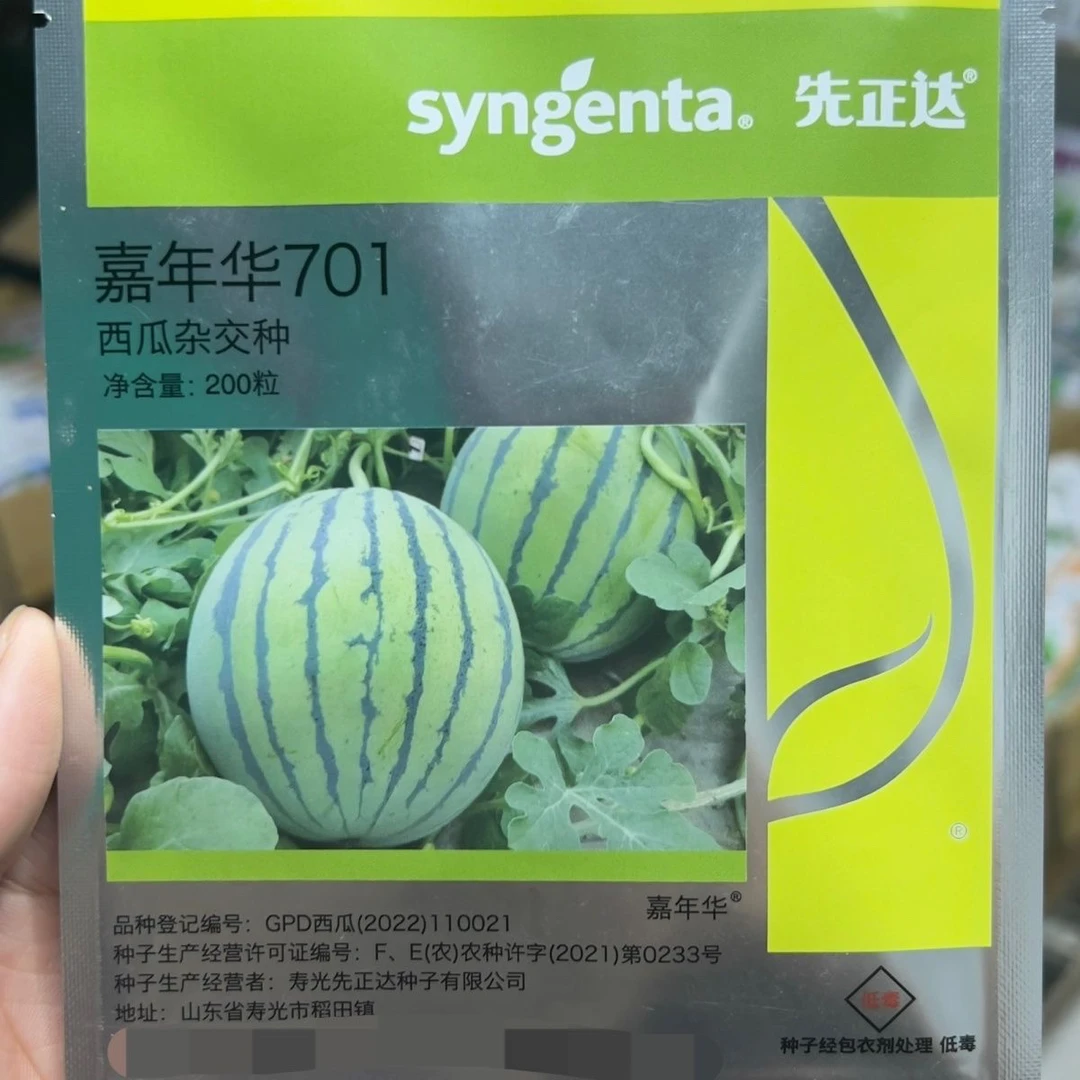 syngenta® 先正达®
嘉年华701
西瓜杂交种
净含量: 200粒
®
嘉年华®
品种登记编号: GPD西瓜(2022)110021
种子生产经营许可证编号: F、E(农)农种许字(2021)第0233号
种子生产经营者: 寿光先正达种子有限公司
地址: 山东省寿光市稻田镇
低毒
种子经包衣剂处理 低毒